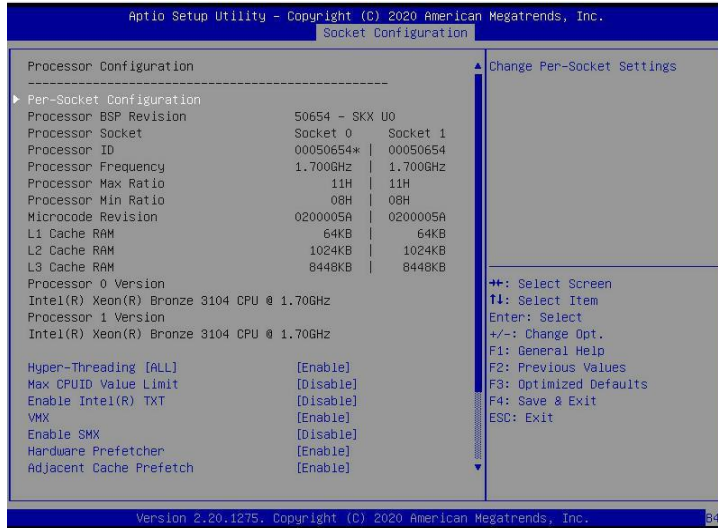 Aptio Setup Utility – Copyright (C) 2020 American Megatrends, Inc.
Socket Configuration
Processor Configuration
--------------------------------------------------
Per-Socket Configuration
Processor BSP Revision 50654 - SKX U0
Processor Socket Socket 0 Socket 1
Processor ID 00050654* | 00050654
Processor Frequency 1.700GHz | 1.700GHz
Processor Max Ratio 11H | 11H
Processor Min Ratio 08H | 08H
Microcode Revision 0200005A | 0200005A
L1 Cache RAM 64KB | 64KB
L2 Cache RAM 1024KB | 1024KB
L3 Cache RAM 8448KB | 8448KB
Processor 0 Version
Intel(R) Xeon(R) Bronze 3104 CPU @ 1.70GHz
Processor 1 Version
Intel(R) Xeon(R) Bronze 3104 CPU @ 1.70GHz
Hyper-Threading [ALL] [Enable]
Max CPUID Value Limit [Disable]
Enable Intel(R) TXT [Disable]
VMX [Enable]
Enable SMX [Disable]
Hardware Prefetcher [Enable]
Adjacent Cache Prefetch [Enable]
Change Per-Socket Settings
→←: Select Screen
↑↓: Select Item
Enter: Select
+/-: Change Opt.
F1: General Help
F2: Previous Values
F3: Optimized Defaults
F4: Save & Exit
ESC: Exit
Version 2.20.1275. Copyright (C) 2020 American Megatrends, Inc.
B4